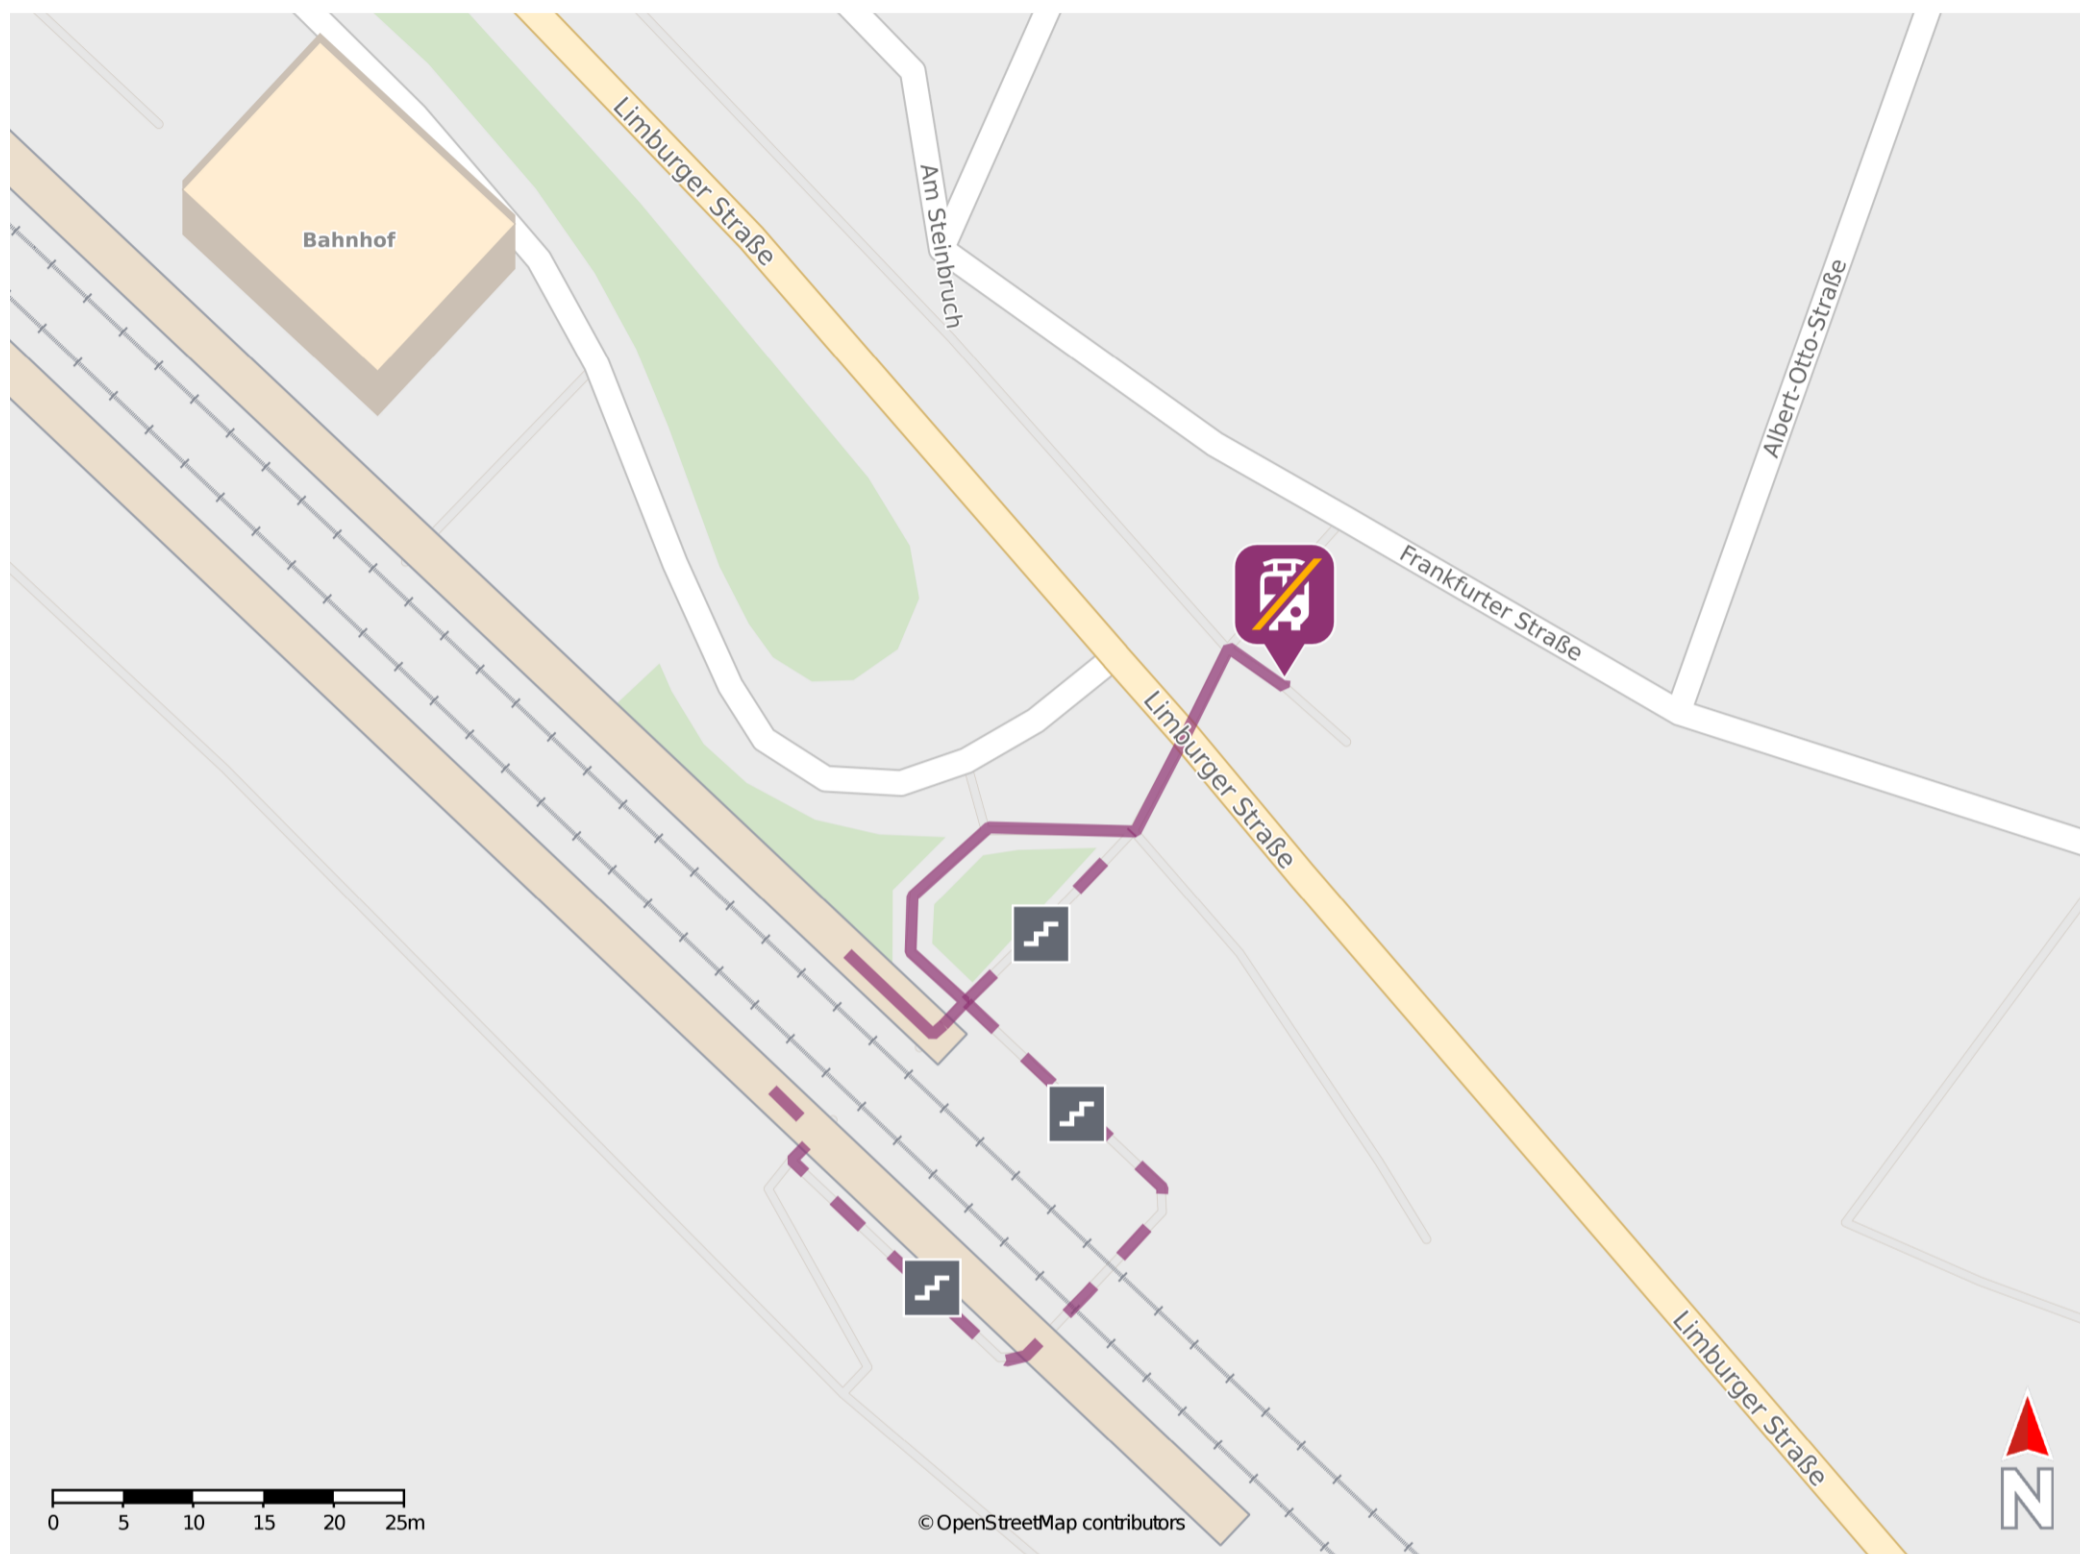 Limburger Straße
Am Steinbruch
Bahnhof
Albert-Otto-Straße
Frankfurter Straße
Limburger Straße
Limburger Straße
0 5 10 15 20 25m
© OpenStreetMap contributors
N